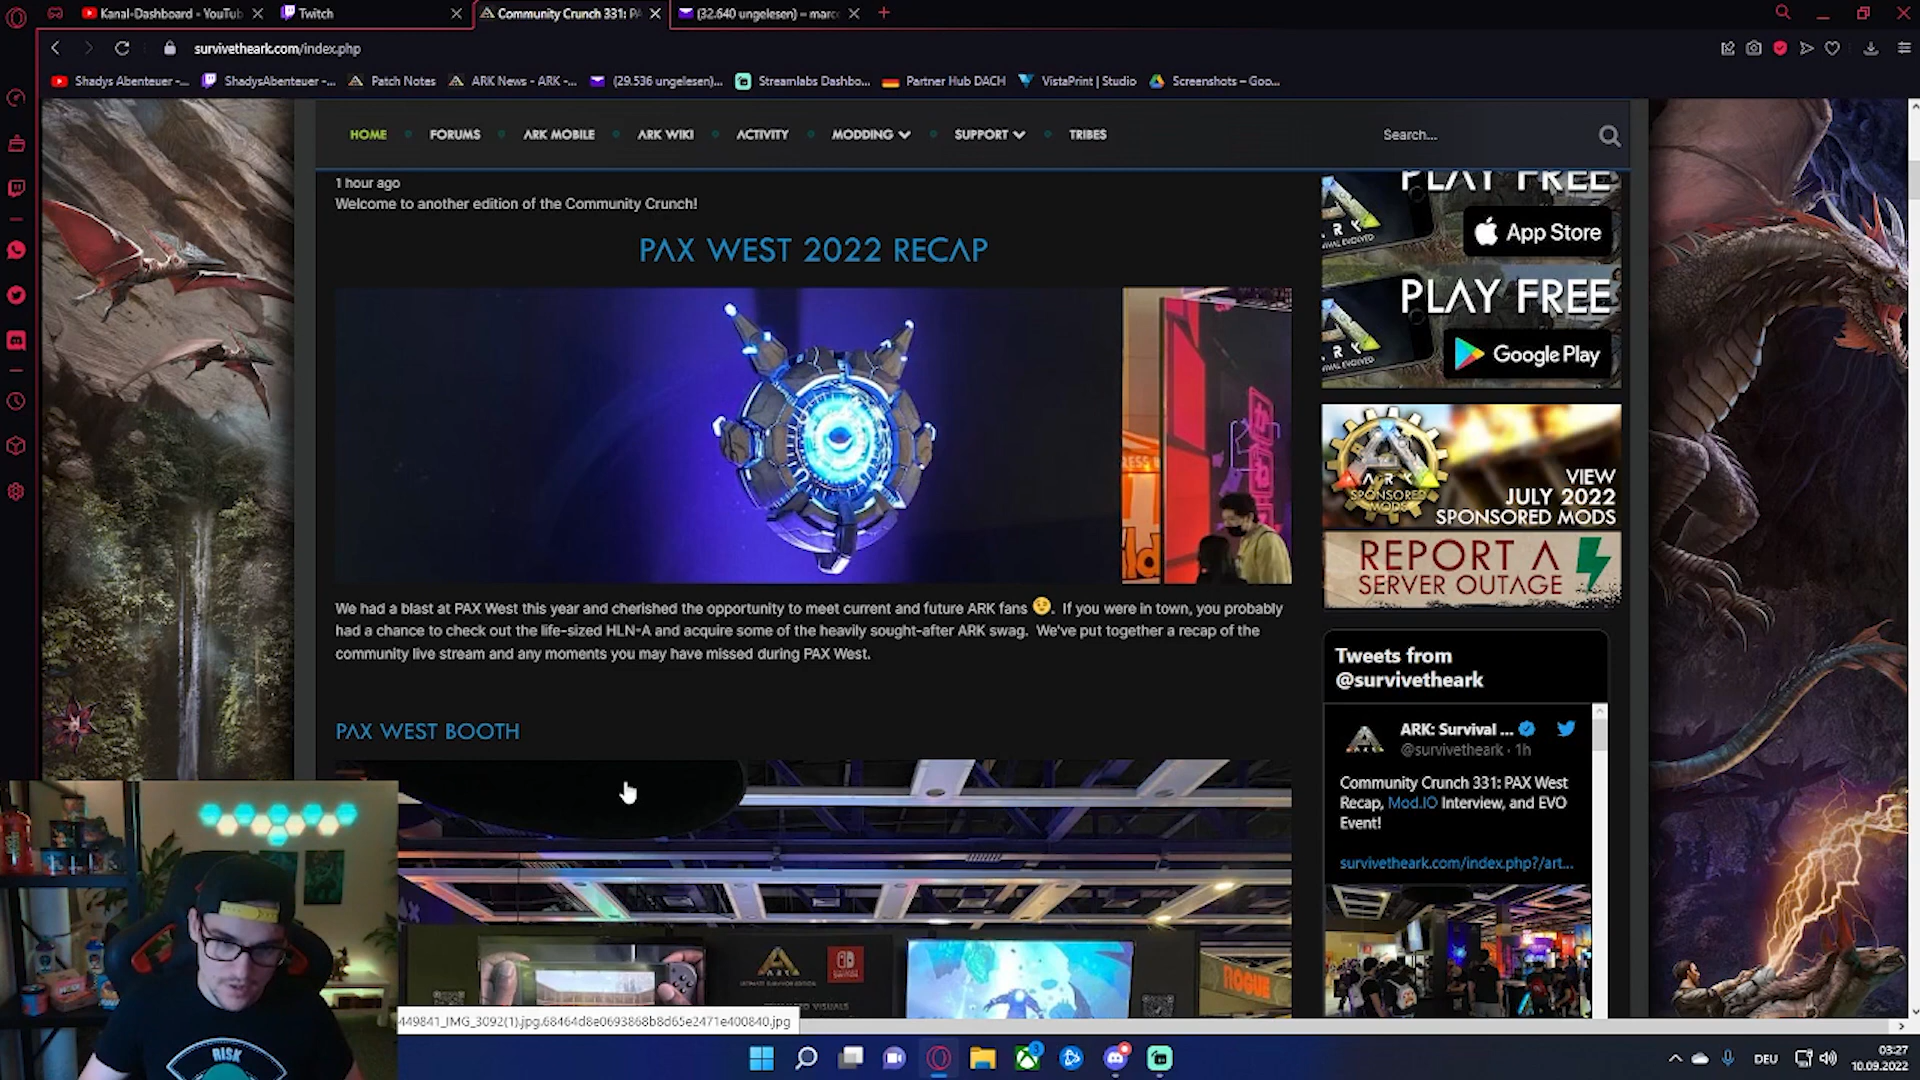 Kanal-Dashboard - YouTub
Twitch
Community Crunch 331: PA
(32.640 ungelesen) – marc
survivetheark.com/index.php
Shadys Abenteuer -...
ShadysAbenteuer -...
Patch Notes
ARK News - ARK -...
(29.536 ungelesen)...
Streamlabs Dashbo...
Partner Hub DACH
VistaPrint | Studio
Screenshots – Goo...
HOME
FORUMS
ARK MOBILE
ARK WIKI
ACTIVITY
MODDING
SUPPORT
TRIBES
Search...
1 hour ago
Welcome to another edition of the Community Crunch!
PAX WEST 2022 RECAP
We had a blast at PAX West this year and cherished the opportunity to meet current and future ARK fans 😉.  If you were in town, you probably
had a chance to check out the life-sized HLN-A and acquire some of the heavily sought-after ARK swag.  We've put together a recap of the
community live stream and any moments you may have missed during PAX West.
PAX WEST BOOTH
ARK
ROGUE
PLAY FREE
App Store
PLAY FREE
Google Play
ARK
SPONSORED
MODS
VIEW
JULY 2022
SPONSORED MODS
REPORT A
SERVER OUTAGE
Tweets from
@survivetheark
ARK: Survival ...
@survivetheark · 1h
Community Crunch 331: PAX West
Recap, Mod.IO Interview, and EVO
Event!
survivetheark.com/index.php?/art...
RISK
449841_IMG_3092(1).jpg.68464d8e0693868b8d65e2471e400840.jpg
DEU
03:27
10.09.2022